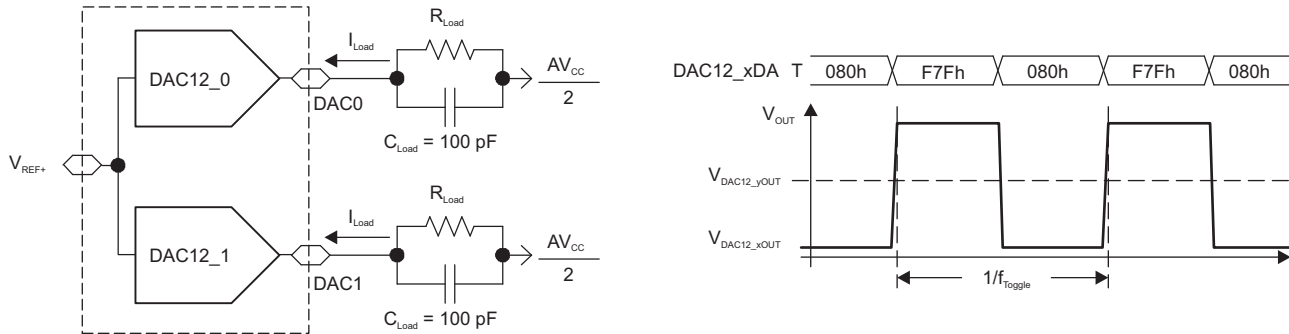 DAC12_0
DAC0
I_Load
R_Load
C_Load = 100 pF
AV_CC
2
V_REF+
DAC12_1
DAC1
I_Load
R_Load
C_Load = 100 pF
AV_CC
2
DAC12_xDA T 080h F7Fh 080h F7Fh 080h
V_OUT
V_DAC12_yOUT
V_DAC12_xOUT
1/f_Toggle